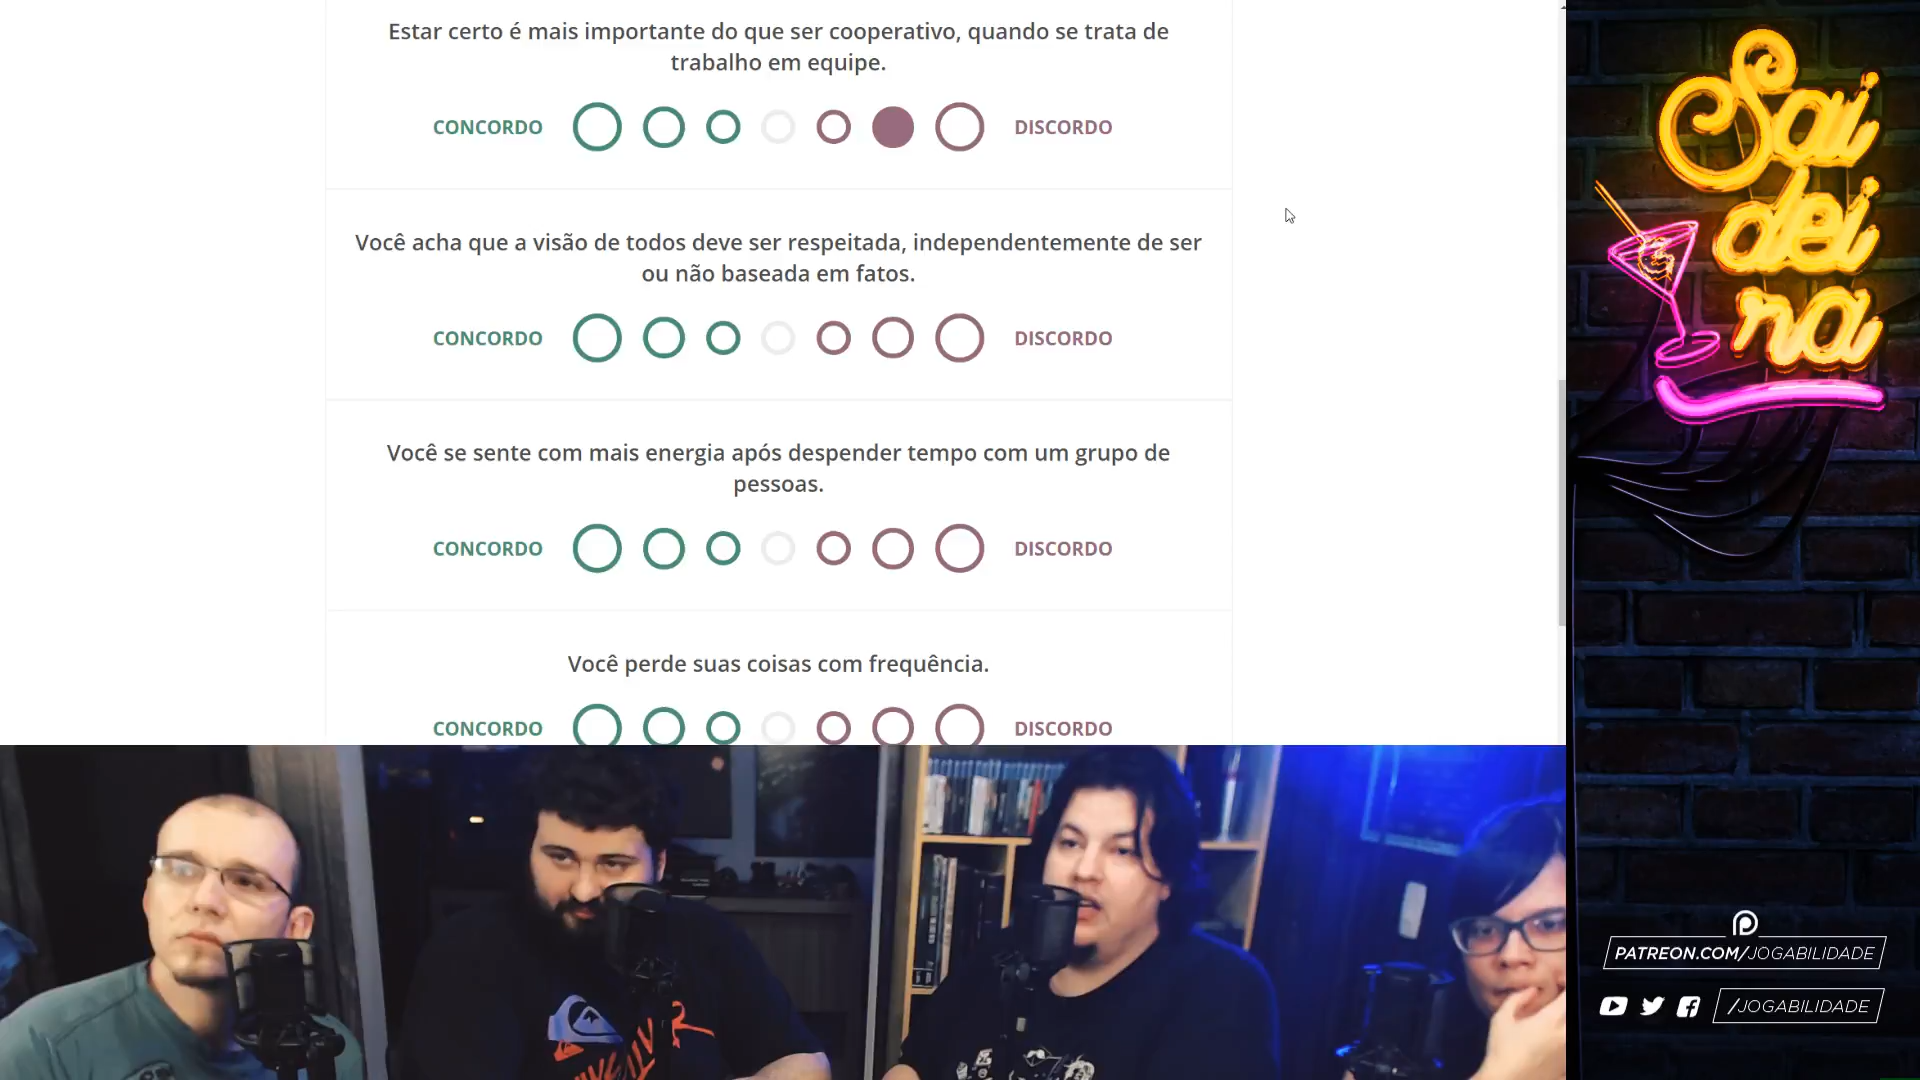 Estar certo é mais importante do que ser cooperativo, quando se trata de
trabalho em equipe.
CONCORDO DISCORDO
Você acha que a visão de todos deve ser respeitada, independentemente de ser
ou não baseada em fatos.
CONCORDO DISCORDO
Você se sente com mais energia após despender tempo com um grupo de
pessoas.
CONCORDO DISCORDO
Você perde suas coisas com frequência.
CONCORDO DISCORDO
Sai
dei
ra
PATREON.COM/JOGABILIDADE
/JOGABILIDADE